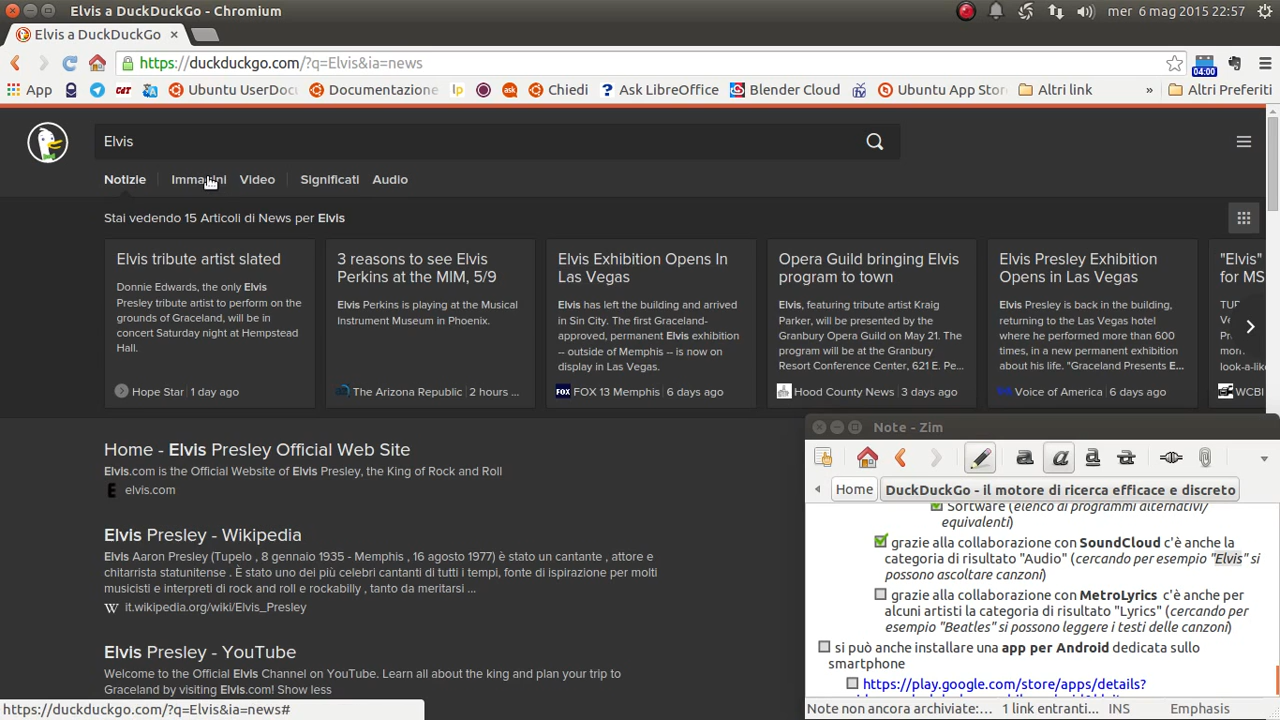 Elvis a DuckDuckGo - Chromium
mer 6 mag 2015 22:57
Elvis a DuckDuckGo
https://duckduckgo.com/?q=Elvis&ia=news
04:00
App CAT Ubuntu UserDocu Documentazione lp ask Chiedi ? Ask LibreOffice Blender Cloud Ubuntu App Store Altri link » Altri Preferiti
Elvis
Notizie Immagini Video Significati Audio
Stai vedendo 15 Articoli di News per Elvis
Elvis tribute artist slated
Donnie Edwards, the only Elvis
Presley tribute artist to perform on the
grounds of Graceland, will be in
concert Saturday night at Hempstead
Hall.
Hope Star 1 day ago
3 reasons to see Elvis
Perkins at the MIM, 5/9
Elvis Perkins is playing at the Musical
Instrument Museum in Phoenix.
The Arizona Republic 2 hours ...
Elvis Exhibition Opens In
Las Vegas
Elvis has left the building and arrived
in Sin City. The first Graceland-
approved, permanent Elvis exhibition
-- outside of Memphis -- is now on
display in Las Vegas.
FOX FOX 13 Memphis 6 days ago
Opera Guild bringing Elvis
program to town
Elvis, featuring tribute artist Kraig
Parker, will be presented by the
Granbury Opera Guild on May 21. The
program will be at the Granbury
Resort Conference Center, 621 E. Pe...
Hood County News 3 days ago
Elvis Presley Exhibition
Opens in Las Vegas
Elvis Presley is back in the building,
returning to the Las Vegas hotel
where he performed more than 600
times, in a new permanent exhibition
about his life. "Graceland Presents E...
Voice of America 6 days ago
"Elvis"
for MS
TUP
look-a-like
WCBI
Home - Elvis Presley Official Web Site
Elvis.com is the Official Website of Elvis Presley, the King of Rock and Roll
E elvis.com
Elvis Presley - Wikipedia
Elvis Aaron Presley (Tupelo , 8 gennaio 1935 - Memphis , 16 agosto 1977) è stato un cantante , attore e
chitarrista statunitense . È stato uno dei più celebri cantanti di tutti i tempi, fonte di ispirazione per molti
musicisti e interpreti di rock and roll e rockabilly , tanto da meritarsi ...
W it.wikipedia.org/wiki/Elvis_Presley
Elvis Presley - YouTube
Welcome to the Official Elvis Channel on YouTube. Learn all about the king and plan your trip to
Graceland by visiting Elvis.com! Show less
https://duckduckgo.com/?q=Elvis&ia=news#
Note - Zim
a a a a
Home DuckDuckGo - il motore di ricerca efficace e discreto
Software (elenco di programmi alternativi/
equivalenti)
grazie alla collaborazione con SoundCloud c'è anche la
categoria di risultato "Audio" (cercando per esempio "Elvis" si
possono ascoltare canzoni)
grazie alla collaborazione con MetroLyrics c'è anche per
alcuni artisti la categoria di risultato "Lyrics" (cercando per
esempio "Beatles" si possono leggere i testi delle canzoni)
si può anche installare una app per Android dedicata sullo
smartphone
https://play.google.com/store/apps/details?
Note non ancora archiviate:... 1 link entranti... INS Emphasis